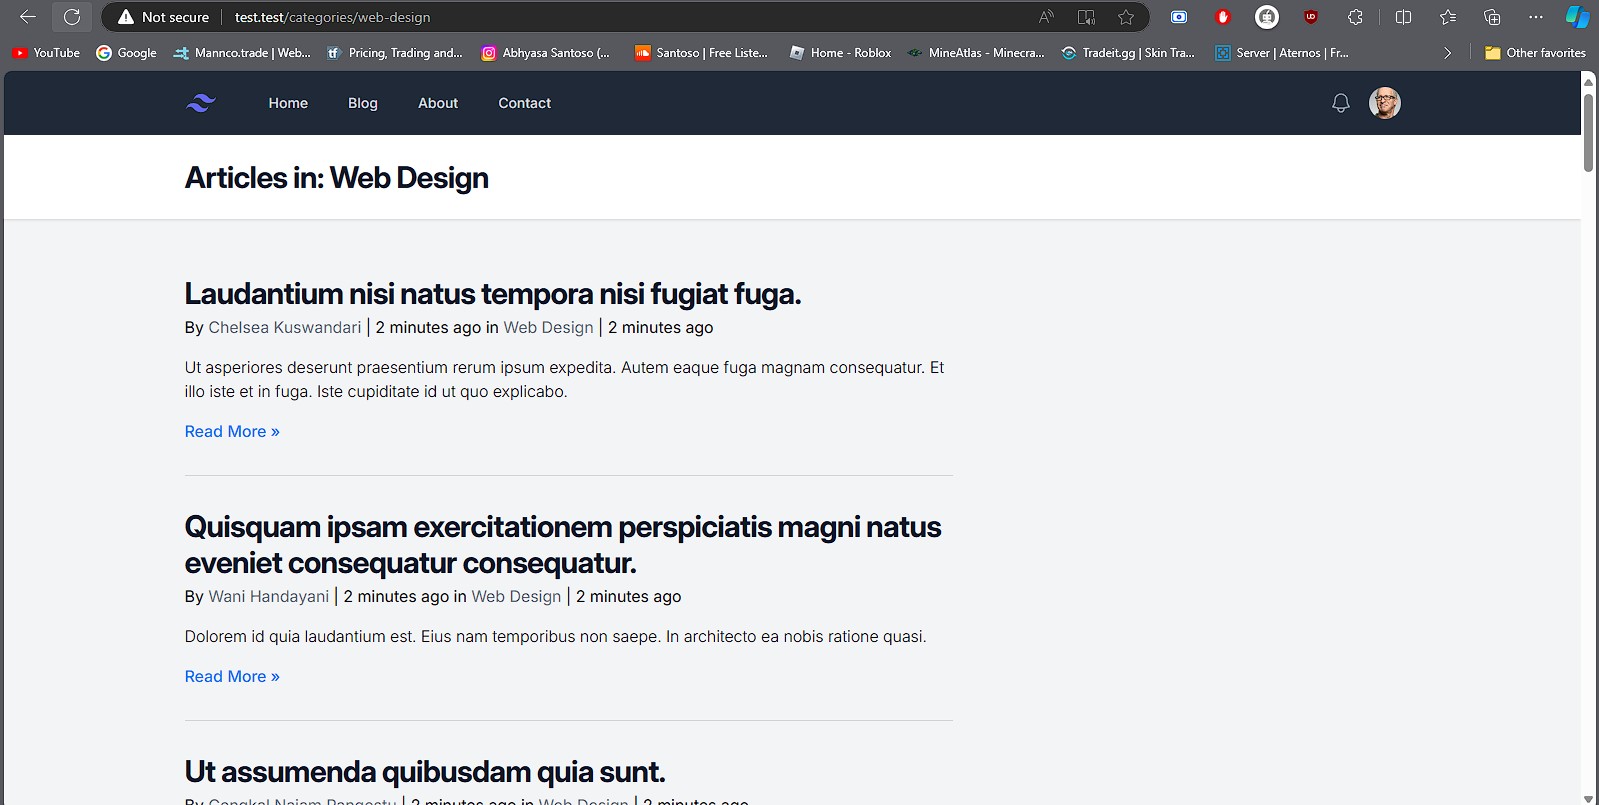 Not secure | test.test/categories/web-design
YouTube Google Mannco.trade | Web... Pricing, Trading and... Abhyasa Santoso (... Santoso | Free Liste... Home - Roblox MineAtlas - Minecra... Tradeit.gg | Skin Tra... Server | Aternos | Fr... Other favorites
Home Blog About Contact
Articles in: Web Design
Laudantium nisi natus tempora nisi fugiat fuga.
By Chelsea Kuswandari | 2 minutes ago in Web Design | 2 minutes ago
Ut asperiores deserunt praesentium rerum ipsum expedita. Autem eaque fuga magnam consequatur. Et
illo iste et in fuga. Iste cupiditate id ut quo explicabo.
Read More »
Quisquam ipsam exercitationem perspiciatis magni natus
eveniet consequatur consequatur.
By Wani Handayani | 2 minutes ago in Web Design | 2 minutes ago
Dolorem id quia laudantium est. Eius nam temporibus non saepe. In architecto ea nobis ratione quasi.
Read More »
Ut assumenda quibusdam quia sunt.
By Gangkal Najam Pangestu | 2 minutes ago in Web Design | 2 minutes ago